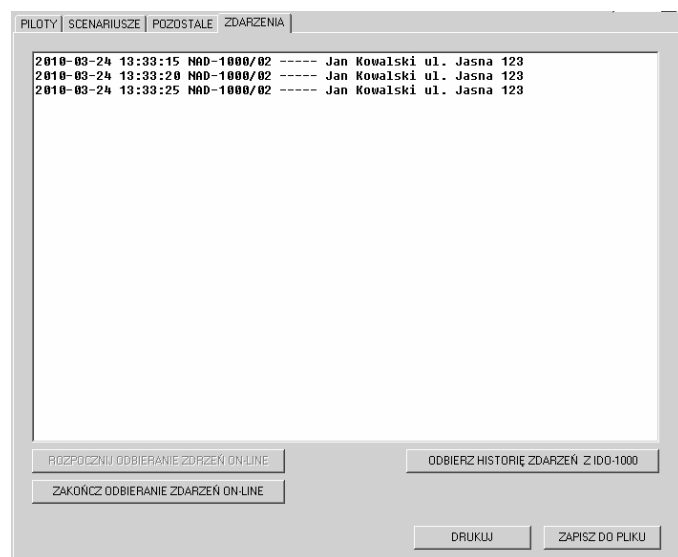 PILOTY SCENARIUSZE POZOSTALE ZDARZENIA
2010-03-24 13:33:15 NAD-1000/02 ----- Jan Kowalski ul. Jasna 123
2010-03-24 13:33:20 NAD-1000/02 ----- Jan Kowalski ul. Jasna 123
2010-03-24 13:33:25 NAD-1000/02 ----- Jan Kowalski ul. Jasna 123
ROZPOCZNIJ ODBIERANIE ZDRZEŃ ON-LINE ODBIERZ HISTORIĘ ZDARZEŃ Z IDO-1000
ZAKOŃCZ ODBIERANIE ZDARZEŃ ON-LINE
DRUKUJ ZAPISZ DO PLIKU